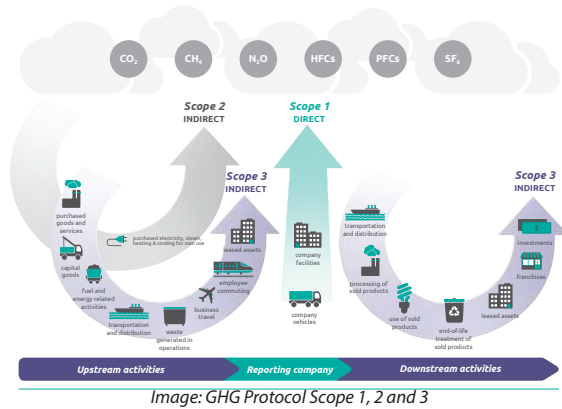 CO₂
CH₄
N₂O
HFCs
PFCs
SF₆
Scope 2
INDIRECT
Scope 1
DIRECT
Scope 3
INDIRECT
Scope 3
INDIRECT
purchased
goods and
services
capital
goods
fuel and
energy related
activities
transportation
and distribution
waste
generated in
operations
business
travel
employee
commuting
leased assets
purchased electricity, steam,
heating & cooling for own use
company
facilities
company
vehicles
transportation
and distribution
processing of
sold products
use of sold
products
end-of-life
treatment of
sold products
leased assets
franchises
investments
Upstream activities
Reporting company
Downstream activities
Image: GHG Protocol Scope 1, 2 and 3